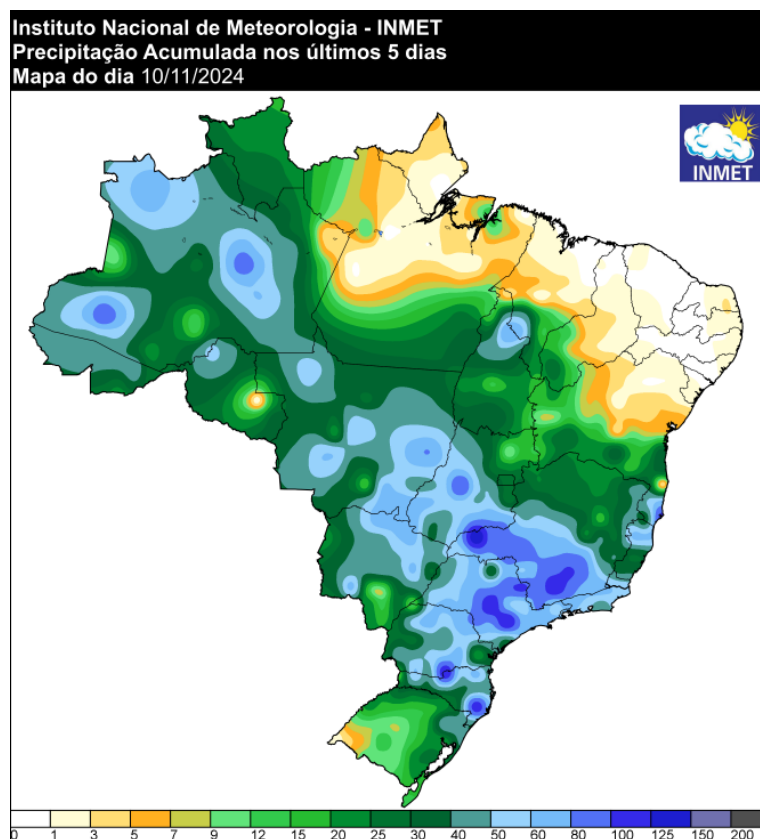 Instituto Nacional de Meteorologia - INMET
Precipitação Acumulada nos últimos 5 dias
Mapa do dia 10/11/2024
INMET
0 1 3 5 7 9 12 15 20 25 30 40 50 60 80 100 125 150 200